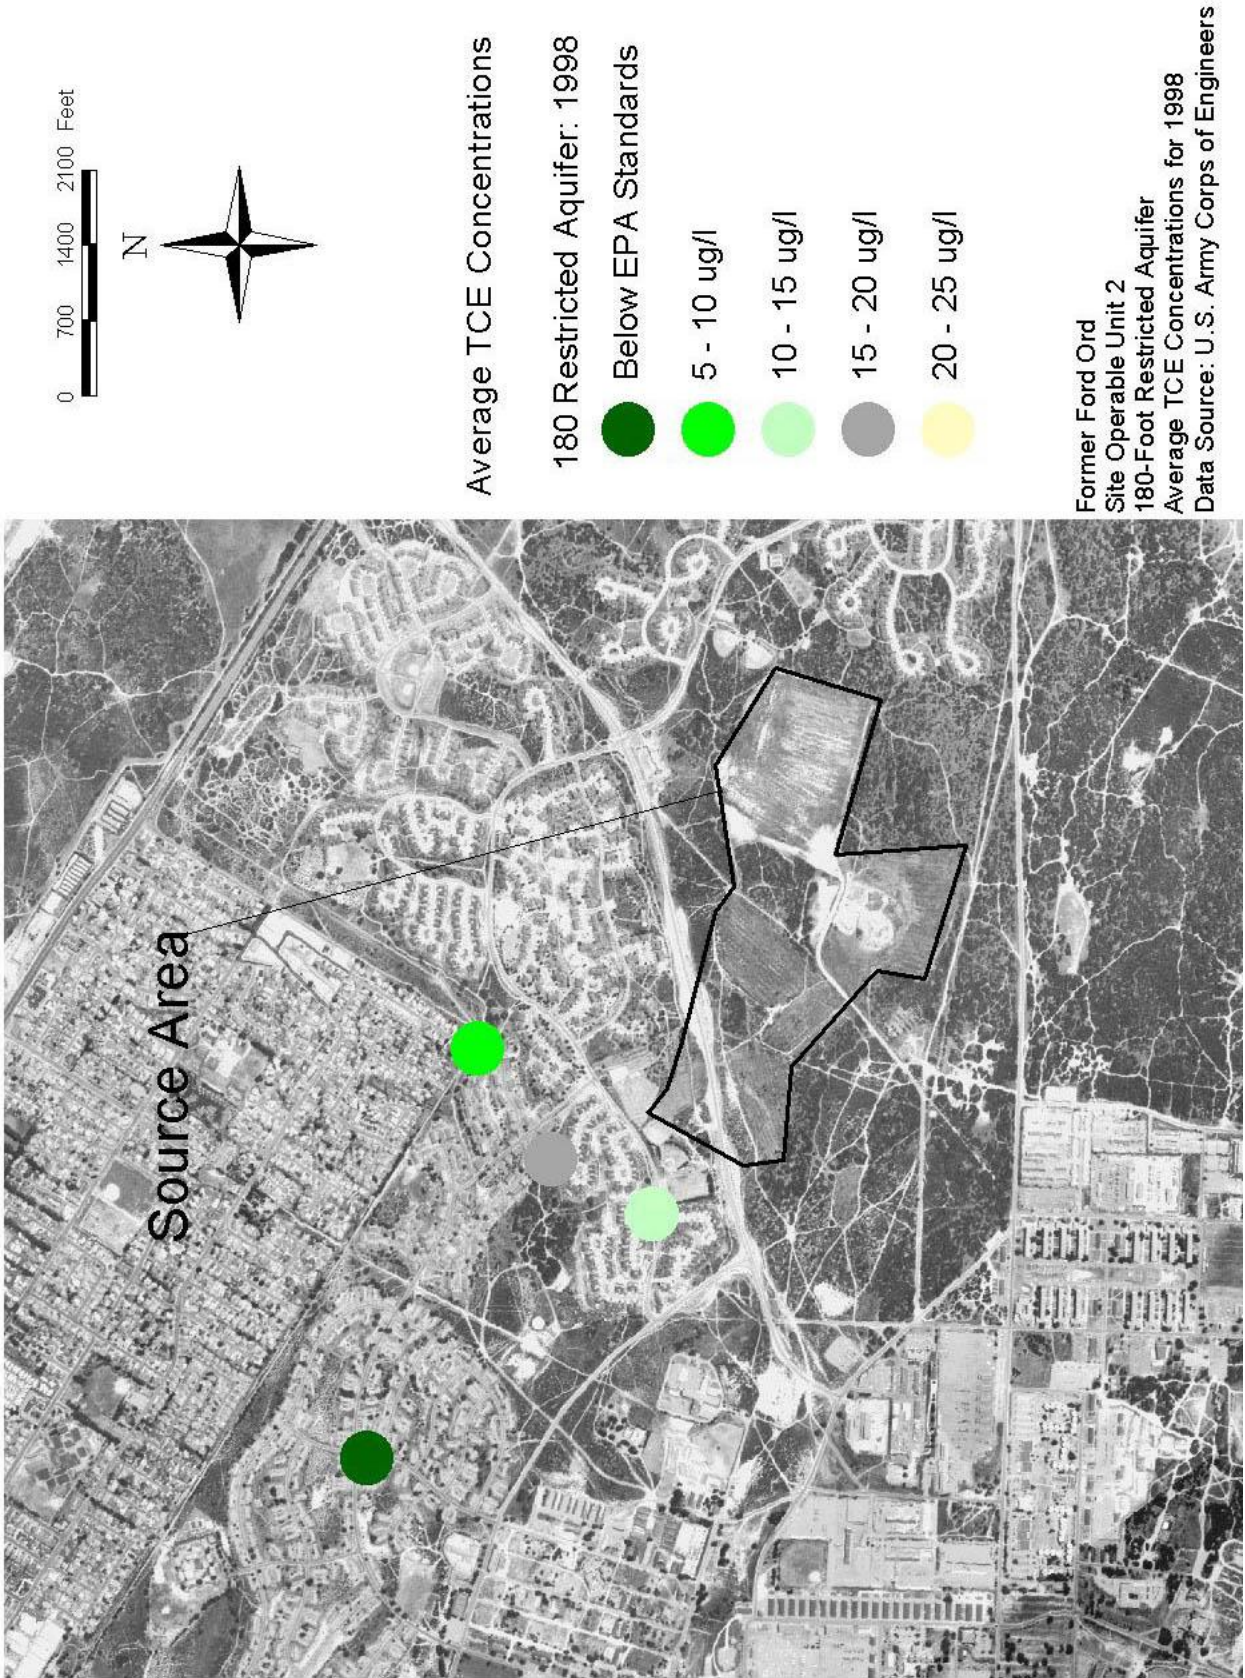 Source Area
0 700 1400 2100 Feet
N
Average TCE Concentrations
180 Restricted Aquifer: 1998
Below EPA Standards
5 - 10 ug/l
10 - 15 ug/l
15 - 20 ug/l
20 - 25 ug/l
Former Ford Ord
Site Operable Unit 2
180-Foot Restricted Aquifer
Average TCE Concentrations for 1998
Data Source: U.S. Army Corps of Engineers